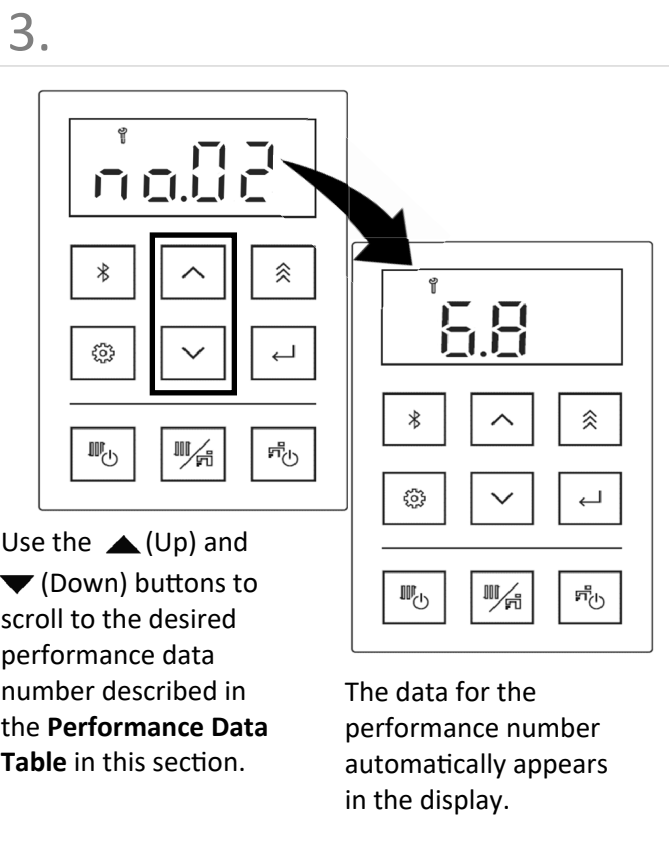 3.
no.02
6.8
Use the ▲ (Up) and
▼ (Down) buttons to
scroll to the desired
performance data
number described in
the Performance Data
Table in this section.
The data for the
performance number
automatically appears
in the display.